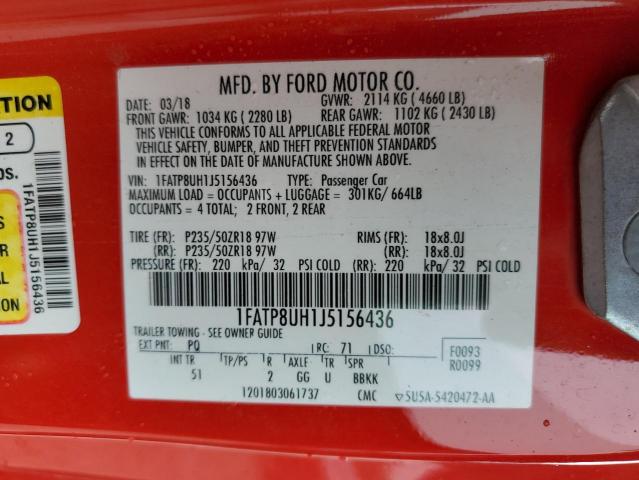 MFD. BY FORD MOTOR CO.
DATE: 03/18 GVWR: 2114 KG ( 4660 LB)
FRONT GAWR: 1034 KG ( 2280 LB) REAR GAWR: 1102 KG ( 2430 LB)
THIS VEHICLE CONFORMS TO ALL APPLICABLE FEDERAL MOTOR
VEHICLE SAFETY, BUMPER, AND THEFT PREVENTION STANDARDS
IN EFFECT ON THE DATE OF MANUFACTURE SHOWN ABOVE.
VIN: 1FATP8UH1J5156436 TYPE: Passenger Car
MAXIMUM LOAD = OCCUPANTS + LUGGAGE = 301KG/ 664LB
OCCUPANTS = 4 TOTAL; 2 FRONT, 2 REAR
TIRE (FR): P235/50ZR18 97W RIMS (FR): 18x8.0J
(RR): P235/50ZR18 97W (RR): 18x8.0J
PRESSURE (FR): 220 kPa/ 32 PSI COLD (RR): 220 kPa/ 32 PSI COLD
1FATP8UH1J5156436
TRAILER TOWING - SEE OWNER GUIDE
EXT PNT: PQ RC: 71 DSO: F0093
INT TR TP/PS R AXLE TR SPR R0099
51 2 GG U BBKK
1201803061737 CMC ▽5U5A-5420472-AA
TION
2
OS.
1FATP8UH1J5156436
R
ION